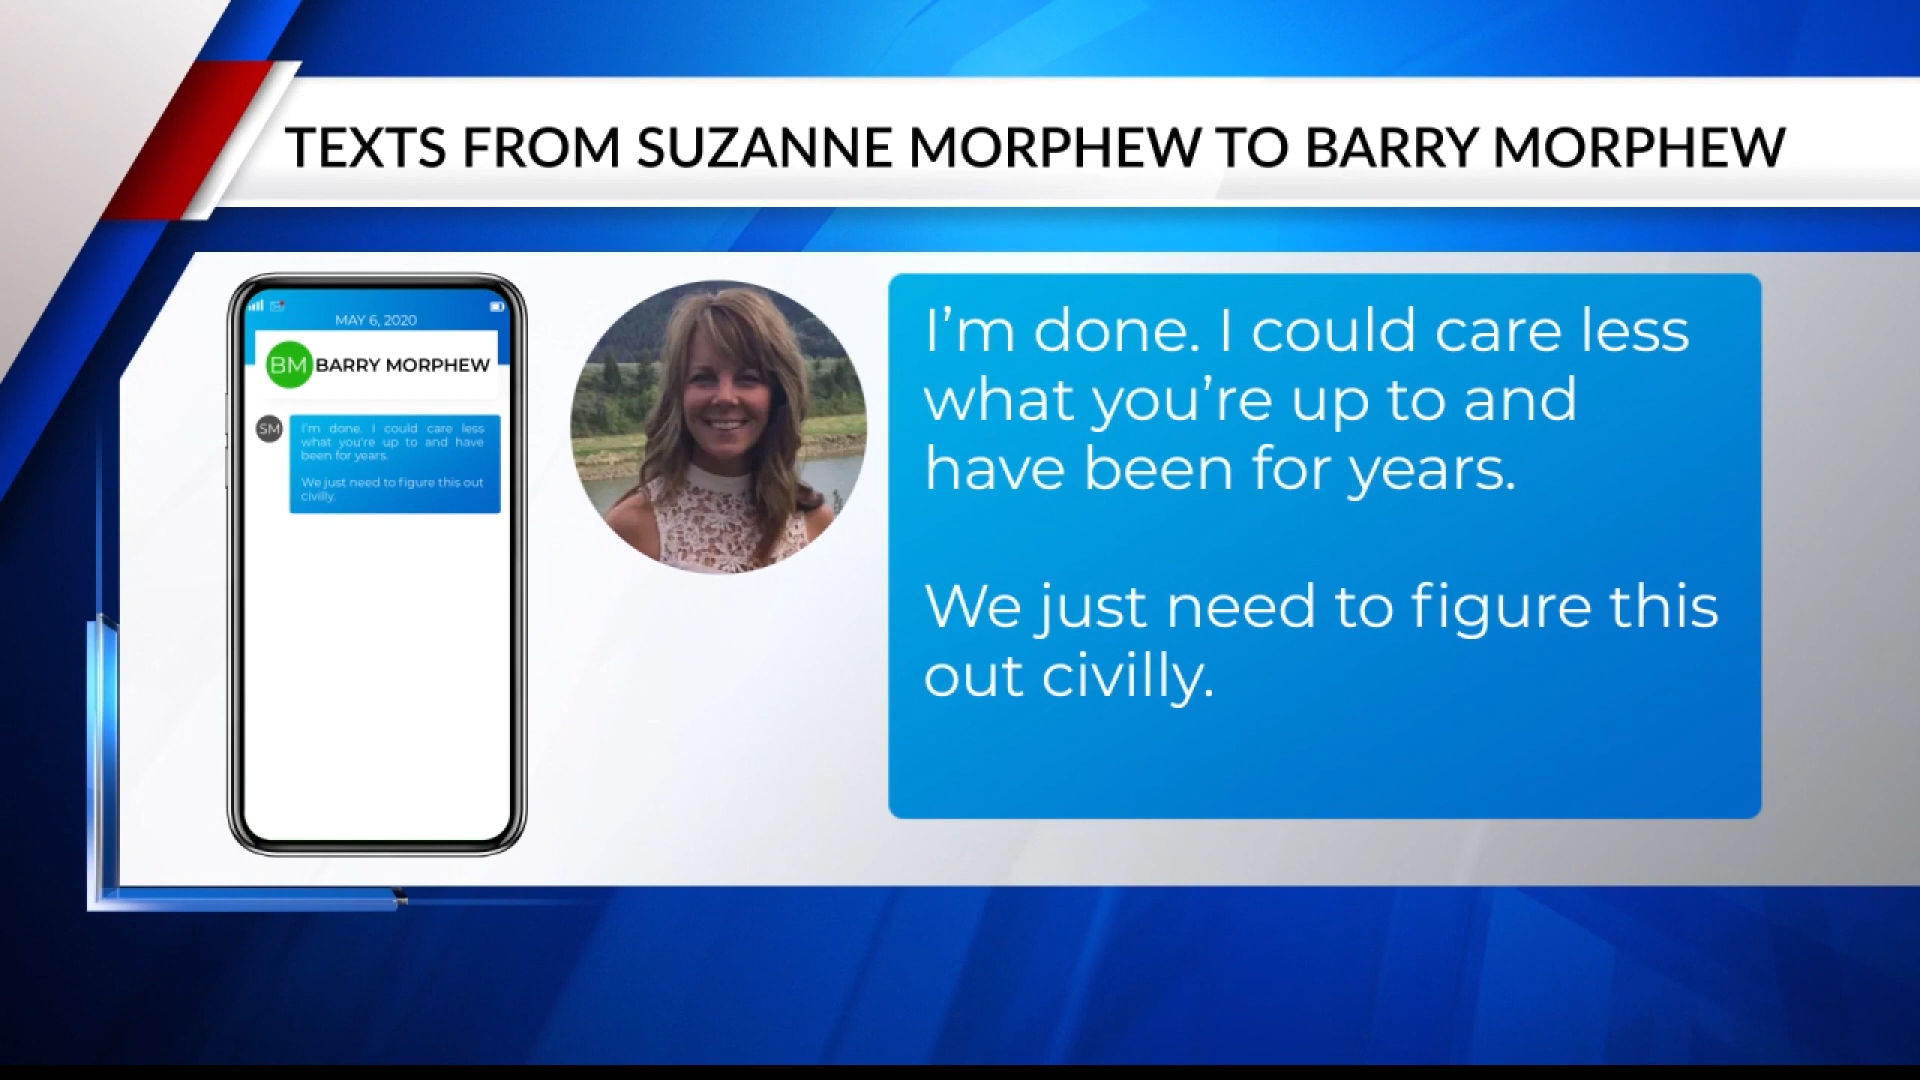 TEXTS FROM SUZANNE MORPHEW TO BARRY MORPHEW
MAY 6, 2020
BM BARRY MORPHEW
SM
I'm done. I could care less
what you're up to and have
been for years.
We just need to figure this out
civilly.
I'm done. I could care less
what you're up to and
have been for years.
We just need to figure this
out civilly.